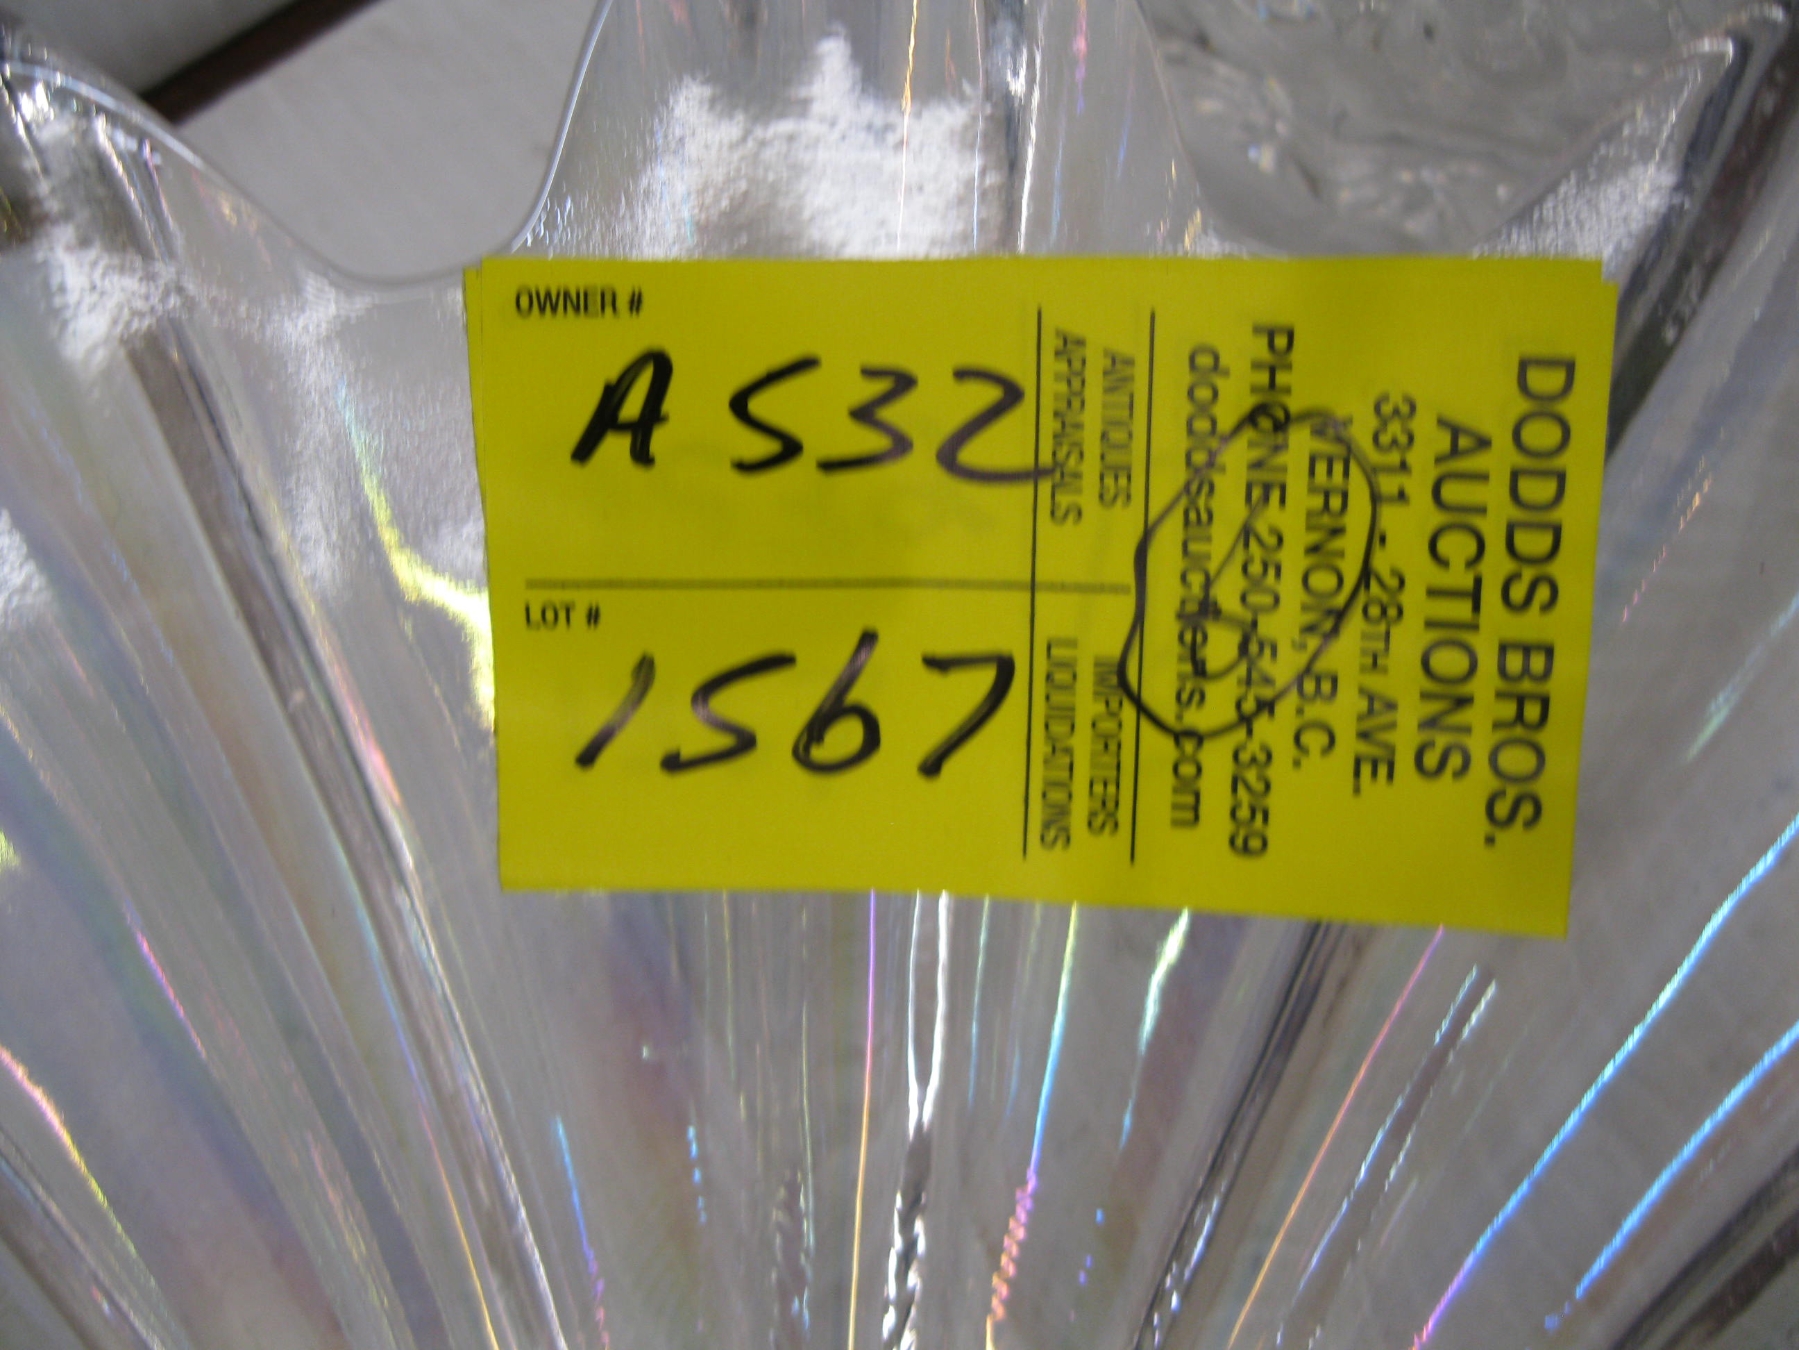 OWNER #
A 532
LOT #
1567
DODDS BROS.
AUCTIONS
3311 - 28TH AVE.
VERNON, B.C.
PHONE 250-545-3259
doddsauctions.com
ANTIQUES IMPORTERS
APPRAISALS LIQUIDATIONS